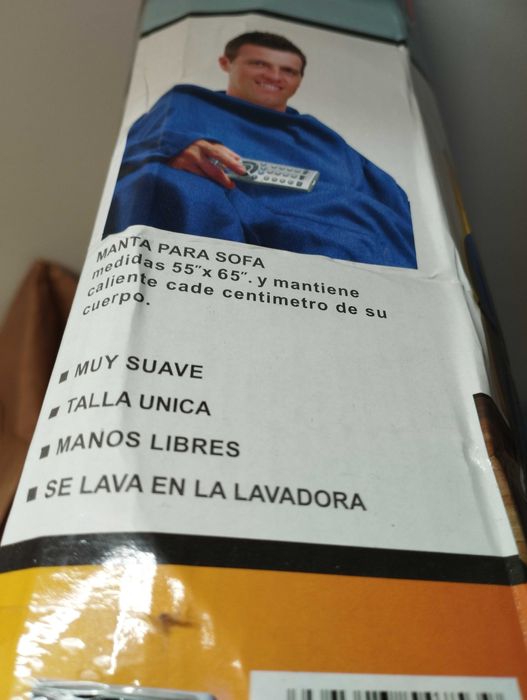 MANTA PARA SOFA
medidas 55"x 65". y mantiene
caliente cade centimetro de su
cuerpo.
■ MUY SUAVE
■ TALLA UNICA
■ MANOS LIBRES
■ SE LAVA EN LA LAVADORA